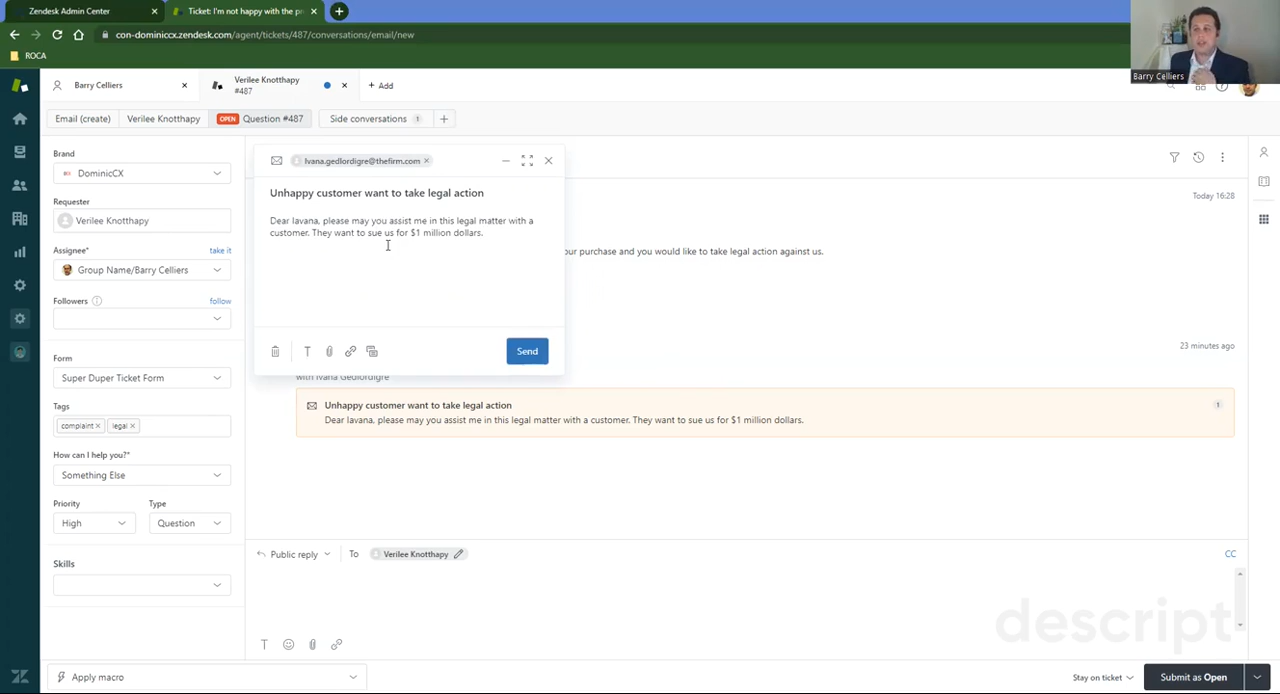 Zendesk Admin Center
Ticket: I'm not happy with the pr
con-dominiccx.zendesk.com/agent/tickets/487/conversations/email/new
ROCA
Barry Celliers
Barry Celliers
Verilee Knotthapy
#487
+ Add
Email (create)
Verilee Knotthapy
OPEN Question #487
Side conversations 1
Brand
DominicCX
Requester
Verilee Knotthapy
Assignee*
take it
Group Name/Barry Celliers
Followers
follow
Form
Super Duper Ticket Form
Tags
complaint
legal
How can I help you?*
Something Else
Priority
Type
High
Question
Skills
Ivana.gedlordigre@thefirm.com
Unhappy customer want to take legal action
Dear Iavana, please may you assist me in this legal matter with a
customer. They want to sue us for $1 million dollars.
Send
Today 16:28
our purchase and you would like to take legal action against us.
23 minutes ago
with Ivana Gedlordigre
Unhappy customer want to take legal action
1
Dear Iavana, please may you assist me in this legal matter with a customer. They want to sue us for $1 million dollars.
Public reply
To
Verilee Knotthapy
CC
descript
Apply macro
Stay on ticket
Submit as Open